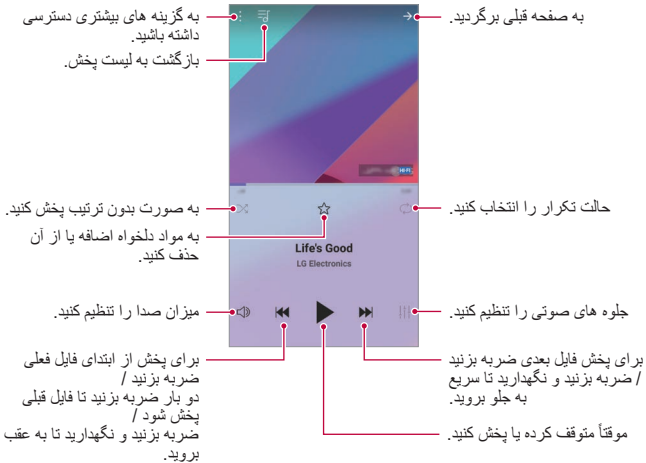 به صفحه قبلی برگردید.
به گزینه های بیشتری دسترسی
داشته باشید.
بازگشت به لیست پخش.
HI-FI
حالت تکرار را انتخاب کنید.
به صورت بدون ترتیب پخش کنید.
به مواد دلخواه اضافه یا از آن
حذف کنید.
Life's Good
LG Electronics
جلوه های صوتی را تنظیم کنید.
میزان صدا را تنظیم کنید.
برای پخش فایل بعدی ضربه بزنید
/ ضربه بزنید و نگهدارید تا سریع
به جلو بروید.
موقتاً متوقف کرده یا پخش کنید.
برای پخش از ابتدای فایل فعلی
ضربه بزنید /
دو بار ضربه بزنید تا فایل قبلی
پخش شود /
ضربه بزنید و نگهدارید تا به عقب
بروید.